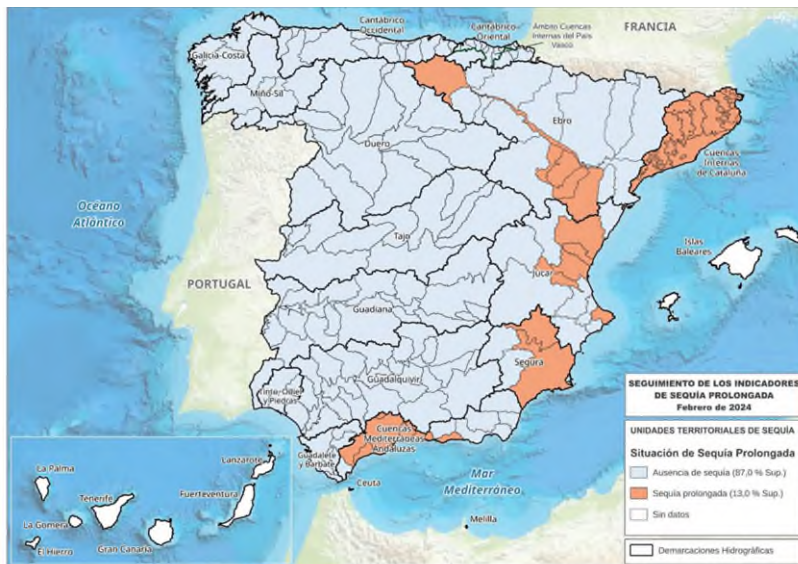 Cantábrico
Occidental
Cantábrico
Oriental
Ámbito Cuencas
Internas del País
Vasco
FRANCIA
Galicia-Costa
Miño-Sil
Ebro
Duero
Cuencas
Internas
de Cataluña
Océano
Atlántico
Tajo
Islas
Baleares
PORTUGAL
Júcar
Guadiana
Segura
Guadalquivir
Tinto, Odiel
y Piedras
Cuencas
Mediterráneas
Andaluzas
Guadalete
y Barbate
Ceuta
Mar
Mediterráneo
Melilla
La Palma
Lanzarote
Tenerife
Fuerteventura
La Gomera
El Hierro
Gran Canaria
SEGUIMIENTO DE LOS INDICADORES
DE SEQUÍA PROLONGADA
Febrero de 2024
UNIDADES TERRITORIALES DE SEQUÍA
Situación de Sequía Prolongada
Ausencia de sequía (87,0 % Sup.)
Sequía prolongada (13,0 % Sup.)
Sin datos
Demarcaciones Hidrográficas